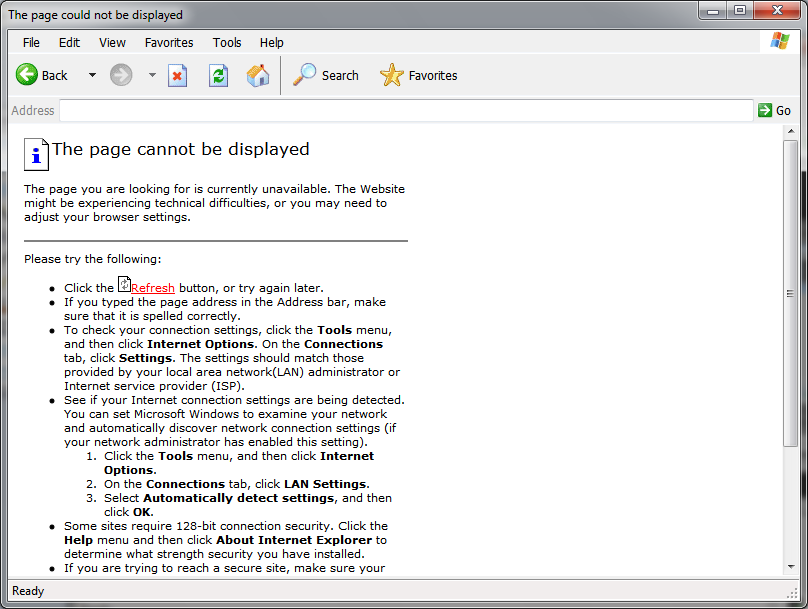 The page could not be displayed
File Edit View Favorites Tools Help
Back Search Favorites
Address Go
The page cannot be displayed
The page you are looking for is currently unavailable. The Website
might be experiencing technical difficulties, or you may need to
adjust your browser settings.
Please try the following:
Click the Refresh button, or try again later.
If you typed the page address in the Address bar, make
sure that it is spelled correctly.
To check your connection settings, click the Tools menu,
and then click Internet Options. On the Connections
tab, click Settings. The settings should match those
provided by your local area network(LAN) administrator or
Internet service provider (ISP).
See if your Internet connection settings are being detected.
You can set Microsoft Windows to examine your network
and automatically discover network connection settings (if
your network administrator has enabled this setting).
1. Click the Tools menu, and then click Internet
Options.
2. On the Connections tab, click LAN Settings.
3. Select Automatically detect settings, and then
click OK.
Some sites require 128-bit connection security. Click the
Help menu and then click About Internet Explorer to
determine what strength security you have installed.
If you are trying to reach a secure site, make sure your
Ready